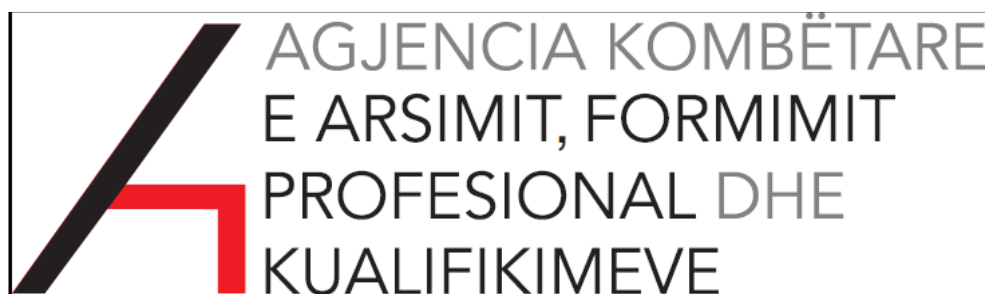 AGJENCIA KOMBËTARE
E ARSIMIT, FORMIMIT
PROFESIONAL DHE
KUALIFIKIMEVE